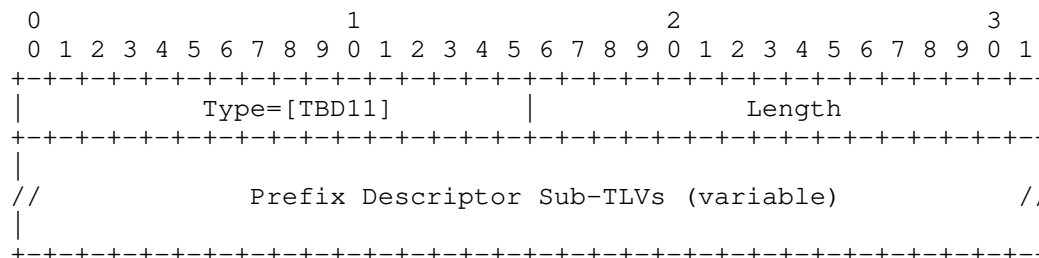 0                   1                   2                   3
 0 1 2 3 4 5 6 7 8 9 0 1 2 3 4 5 6 7 8 9 0 1 2 3 4 5 6 7 8 9 0 1
+-+-+-+-+-+-+-+-+-+-+-+-+-+-+-+-+-+-+-+-+-+-+-+-+-+-+-+-+-+-+-+-
|           Type=[TBD11]        |             Length
+-+-+-+-+-+-+-+-+-+-+-+-+-+-+-+-+-+-+-+-+-+-+-+-+-+-+-+-+-+-+-+-
|
//             Prefix Descriptor Sub-TLVs (variable)           //
|
+-+-+-+-+-+-+-+-+-+-+-+-+-+-+-+-+-+-+-+-+-+-+-+-+-+-+-+-+-+-+-+-